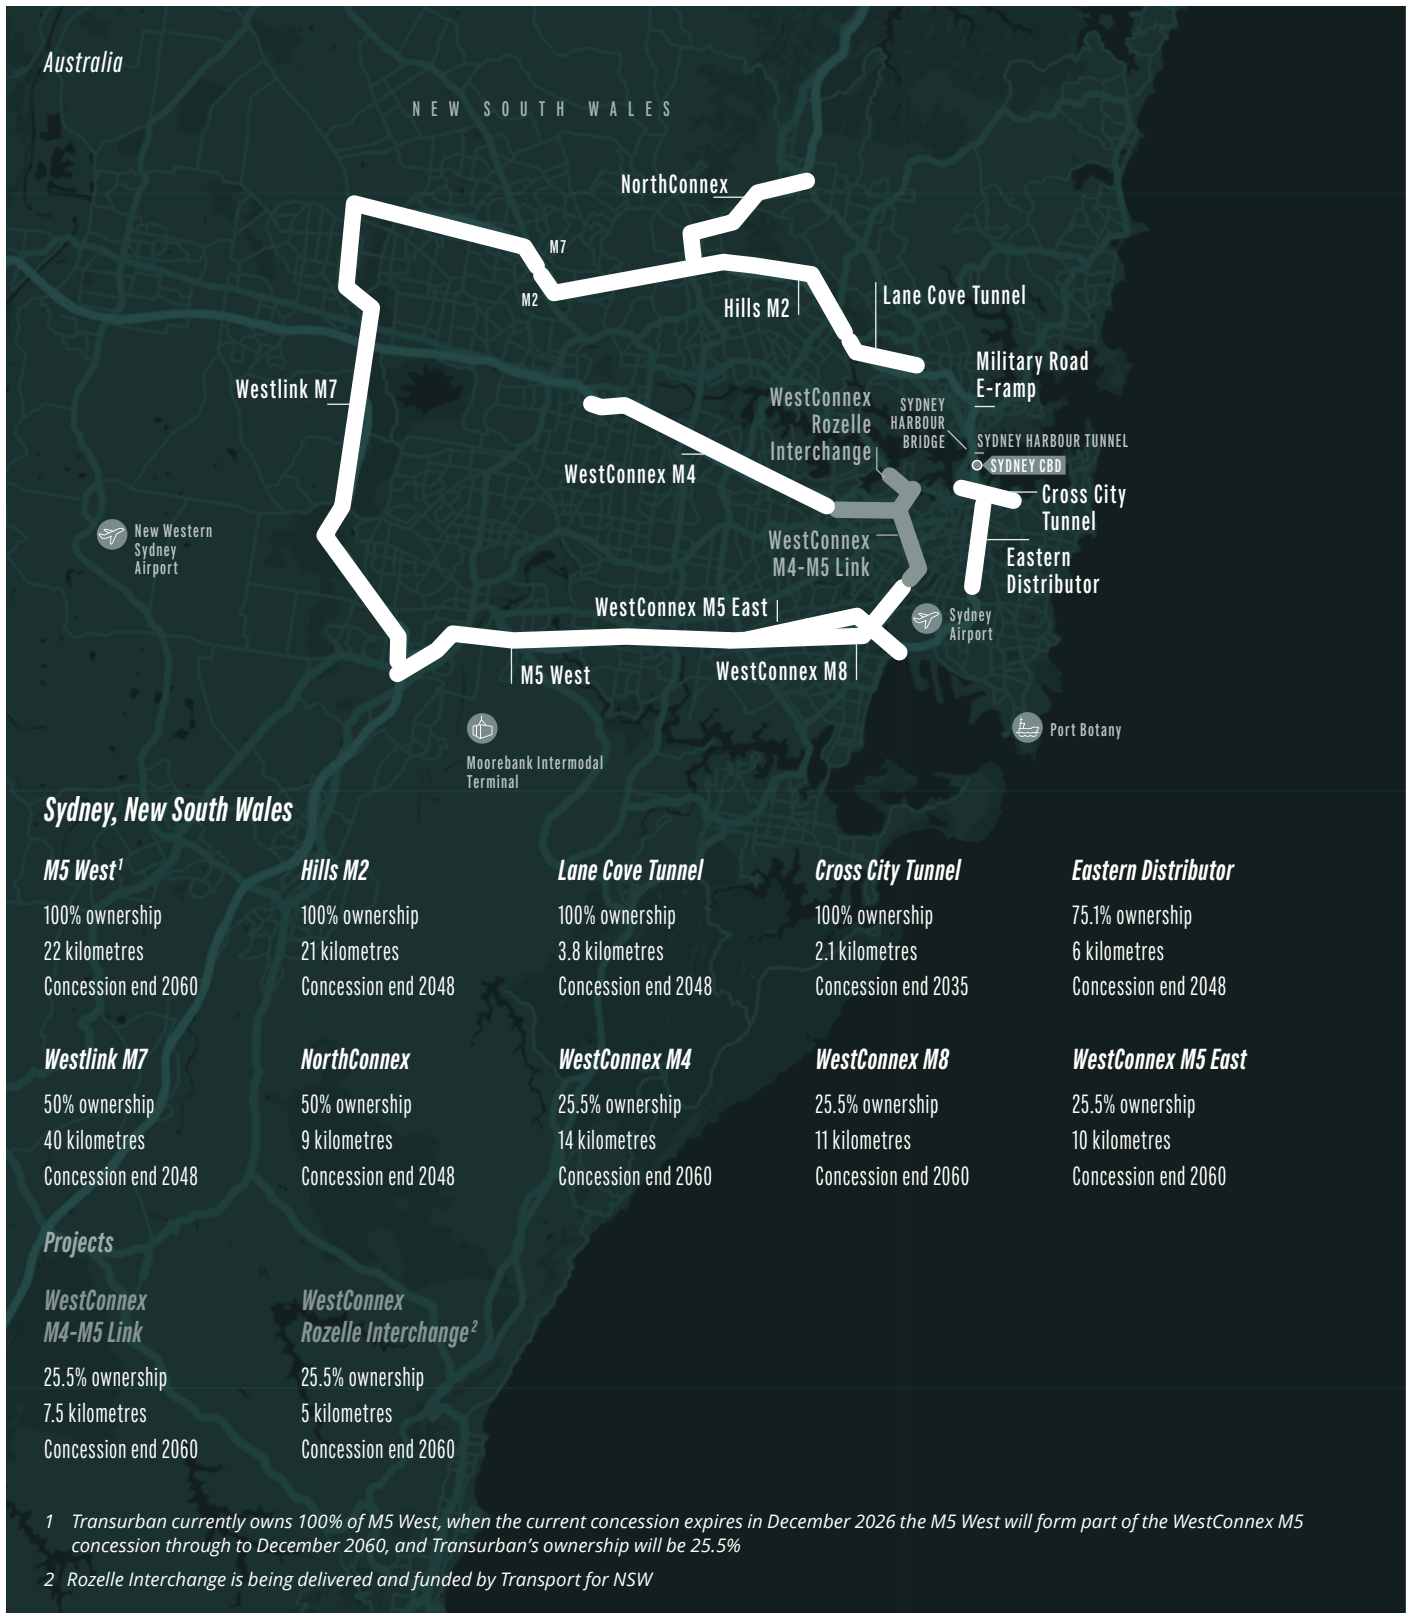 Australia
NEW SOUTH WALES
NorthConnex
M7
M2
Hills M2
Lane Cove Tunnel
Military Road
E-ramp
Westlink M7
WestConnex
Rozelle
Interchange
SYDNEY
HARBOUR
BRIDGE
SYDNEY HARBOUR TUNNEL
SYDNEY CBD
WestConnex M4
Cross City
Tunnel
New Western
Sydney
Airport
WestConnex
M4-M5 Link
Eastern
Distributor
WestConnex M5 East
Sydney
Airport
M5 West
WestConnex M8
Port Botany
Moorebank Intermodal
Terminal
Sydney, New South Wales
M5 West1
100% ownership
22 kilometres
Concession end 2060
Hills M2
100% ownership
21 kilometres
Concession end 2048
Lane Cove Tunnel
100% ownership
3.8 kilometres
Concession end 2048
Cross City Tunnel
100% ownership
2.1 kilometres
Concession end 2035
Eastern Distributor
75.1% ownership
6 kilometres
Concession end 2048
Westlink M7
50% ownership
40 kilometres
Concession end 2048
NorthConnex
50% ownership
9 kilometres
Concession end 2048
WestConnex M4
25.5% ownership
14 kilometres
Concession end 2060
WestConnex M8
25.5% ownership
11 kilometres
Concession end 2060
WestConnex M5 East
25.5% ownership
10 kilometres
Concession end 2060
Projects
WestConnex
M4-M5 Link
25.5% ownership
7.5 kilometres
Concession end 2060
WestConnex
Rozelle Interchange2
25.5% ownership
5 kilometres
Concession end 2060
1 Transurban currently owns 100% of M5 West, when the current concession expires in December 2026 the M5 West will form part of the WestConnex M5
concession through to December 2060, and Transurban’s ownership will be 25.5%
2 Rozelle Interchange is being delivered and funded by Transport for NSW